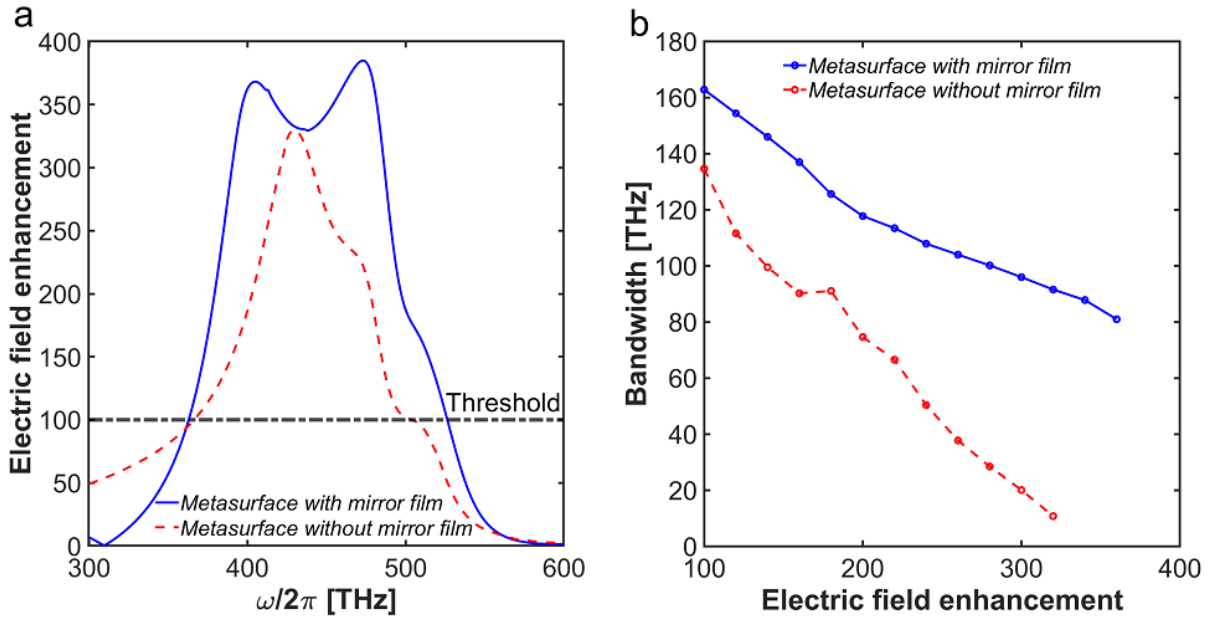 a
400
350
300
250
200
150
100
50
0
Electric field enhancement
Threshold
Metasurface with mirror film
Metasurface without mirror film
300 400 500 600
ω/2π [THz]
b
180
160
140
120
100
80
60
40
20
0
Bandwidth [THz]
Metasurface with mirror film
Metasurface without mirror film
100 200 300 400
Electric field enhancement